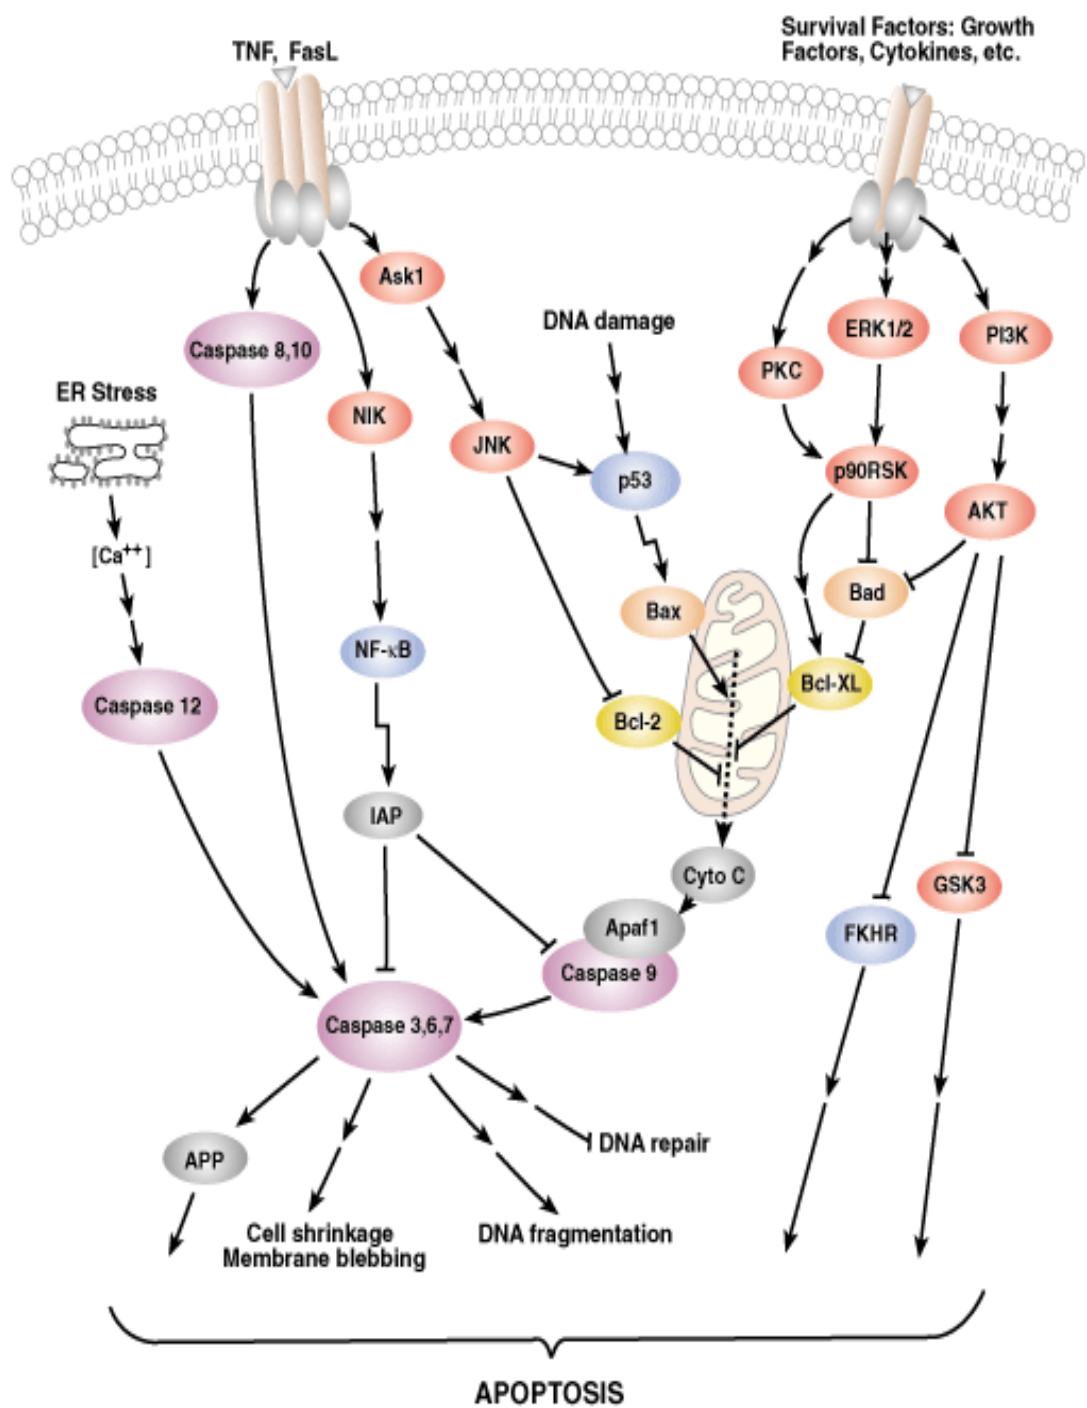 Survival Factors: Growth
Factors, Cytokines, etc.
TNF, FasL
Ask1
DNA damage
ERK1/2
PI3K
Caspase 8,10
PKC
ER Stress
NIK
JNK
p53
p90RSK
AKT
[Ca++]
Bad
Bax
NF-κB
Bcl-XL
Caspase 12
Bcl-2
IAP
Cyto C
GSK3
Apaf1
FKHR
Caspase 9
Caspase 3,6,7
DNA repair
APP
Cell shrinkage
Membrane blebbing
DNA fragmentation
APOPTOSIS